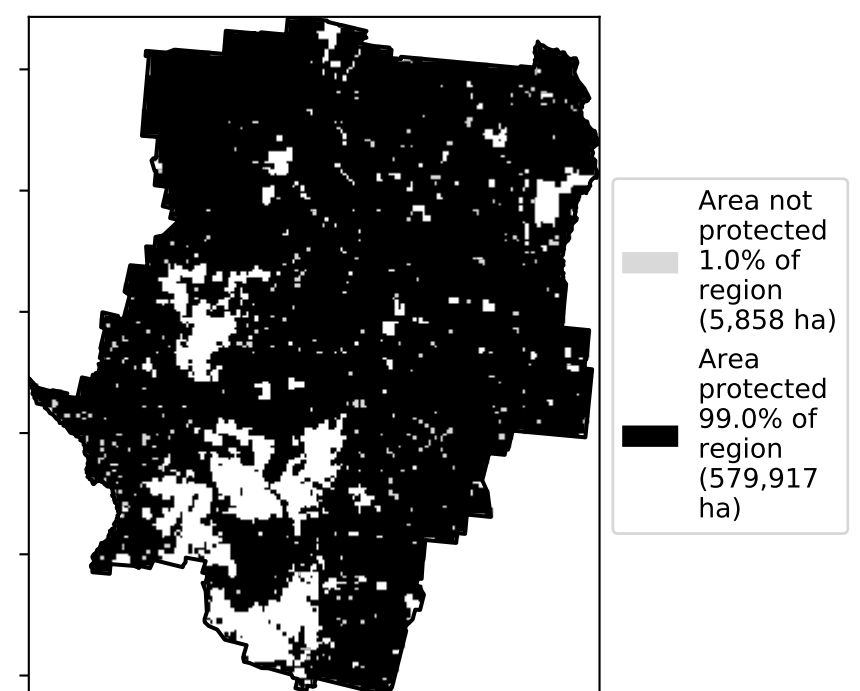 Area not
protected
1.0% of
region
(5,858 ha)
Area
protected
99.0% of
region
(579,917
ha)